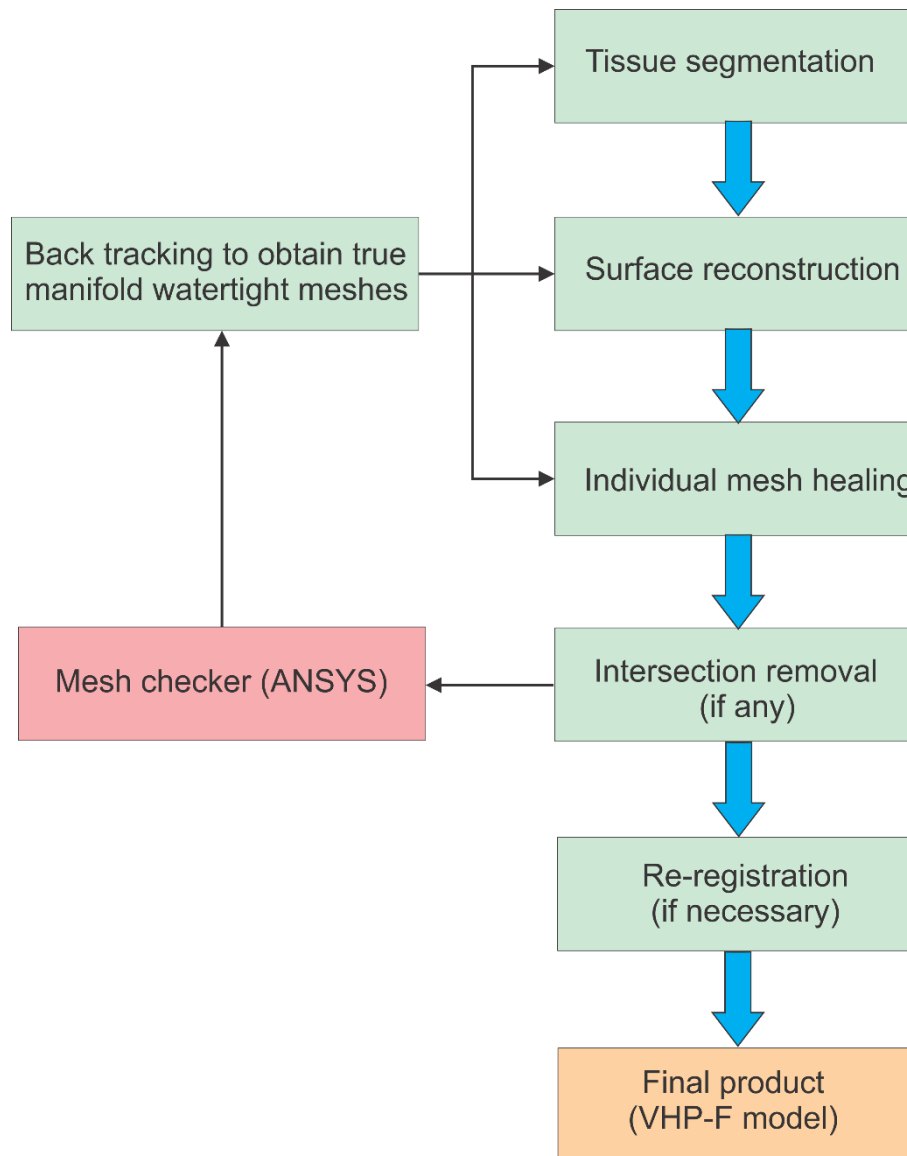 Tissue segmentation
Back tracking to obtain true
manifold watertight meshes
Surface reconstruction
Individual mesh healing
Mesh checker (ANSYS)
Intersection removal
(if any)
Re-registration
(if necessary)
Final product
(VHP-F model)